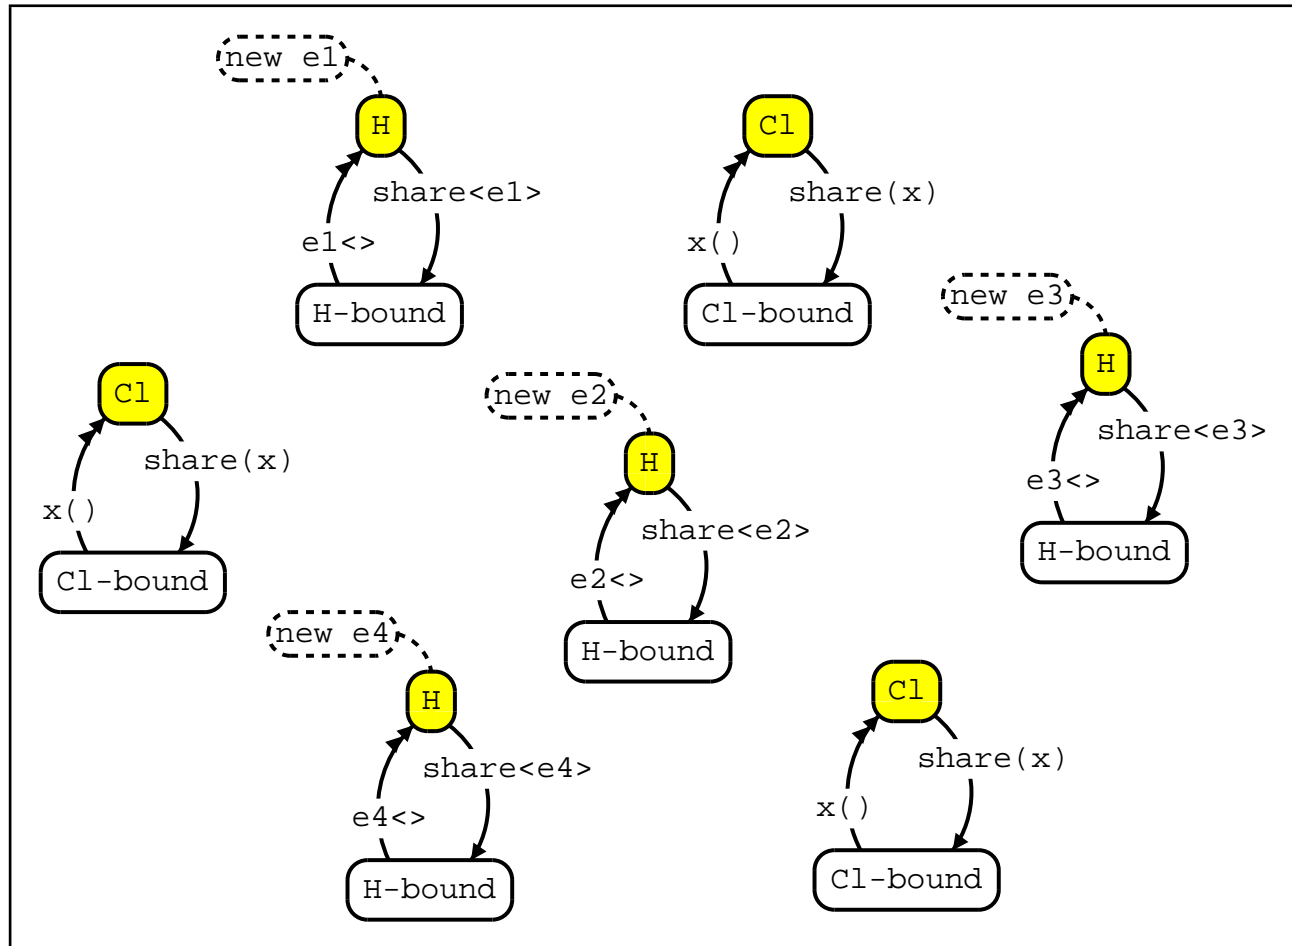 new e1
H
share<e1>
e1<>
H-bound
Cl
share(x)
x()
Cl-bound
new e3
H
share<e3>
e3<>
H-bound
Cl
share(x)
x()
Cl-bound
new e2
H
share<e2>
e2<>
H-bound
new e4
H
share<e4>
e4<>
H-bound
Cl
share(x)
x()
Cl-bound